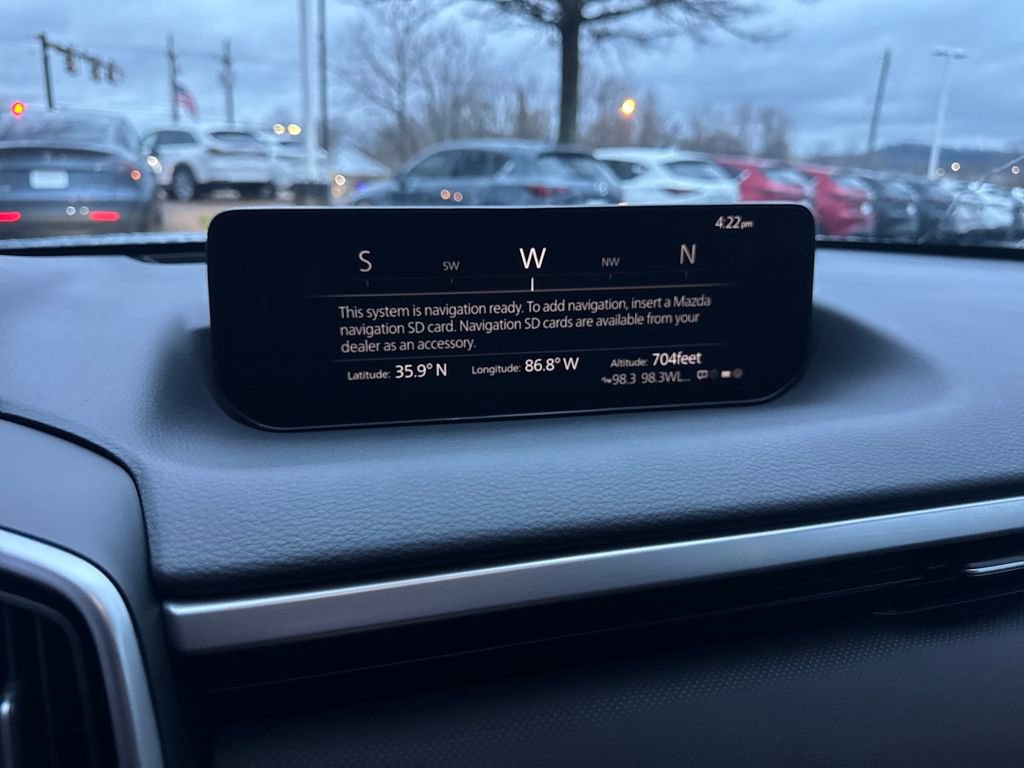 4:22pm
S SW W NW N
This system is navigation ready. To add navigation, insert a Mazda
navigation SD card. Navigation SD cards are available from your
dealer as an accessory.
Latitude: 35.9° N Longitude: 86.8° W Altitude: 704feet
98.3 98.3WL...